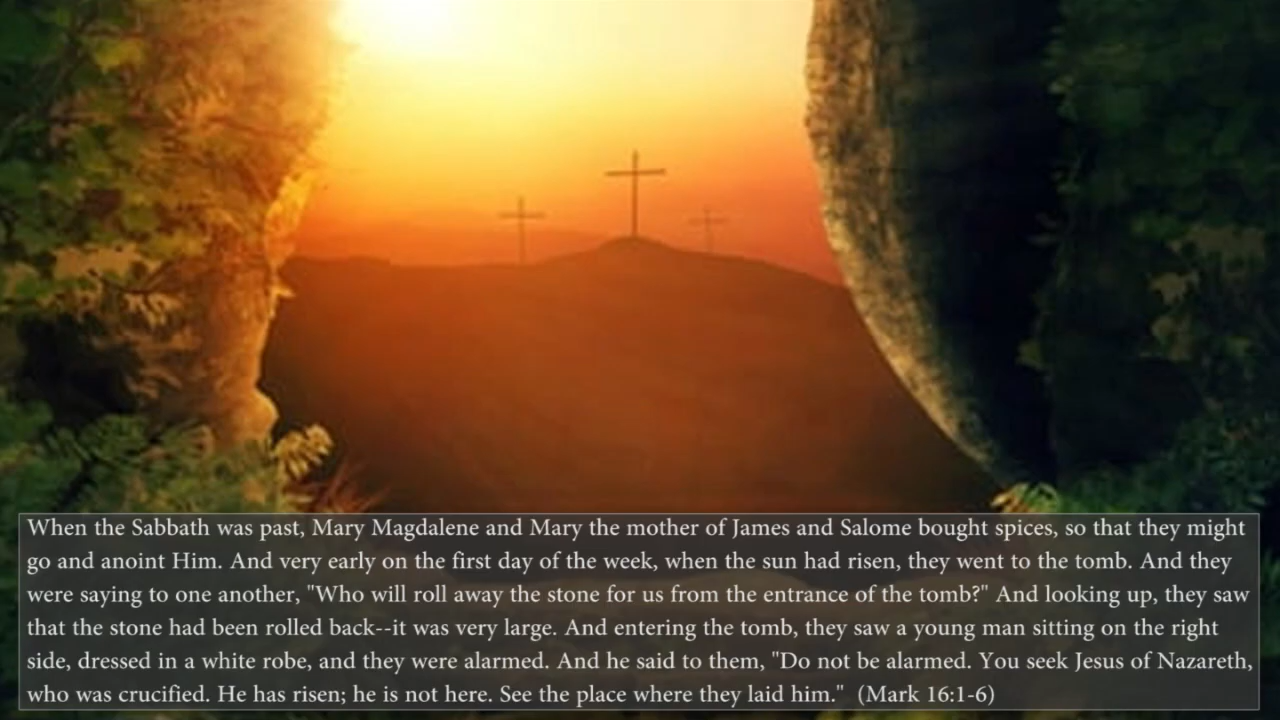 When the Sabbath was past, Mary Magdalene and Mary the mother of James and Salome bought spices, so that they might
go and anoint Him. And very early on the first day of the week, when the sun had risen, they went to the tomb. And they
were saying to one another, "Who will roll away the stone for us from the entrance of the tomb?" And looking up, they saw
that the stone had been rolled back--it was very large. And entering the tomb, they saw a young man sitting on the right
side, dressed in a white robe, and they were alarmed. And he said to them, "Do not be alarmed. You seek Jesus of Nazareth,
who was crucified. He has risen; he is not here. See the place where they laid him." (Mark 16:1-6)